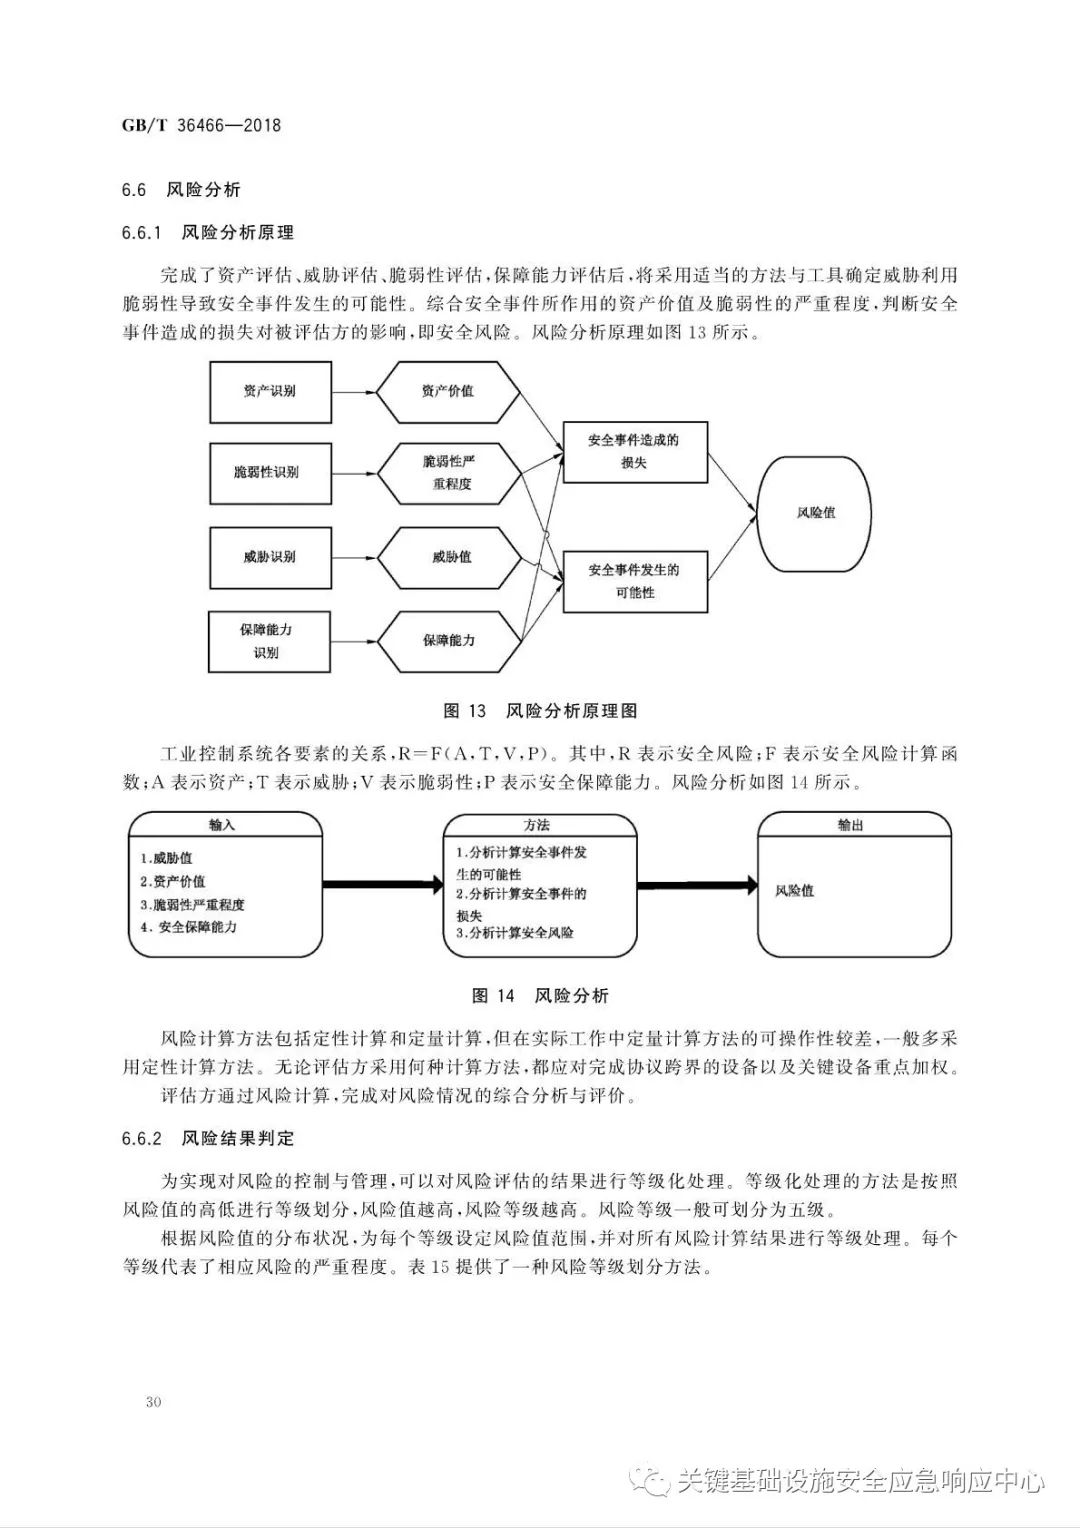 GB/T 36466—2018
6.6 风险分析
6.6.1 风险分析原理
完成了资产评估、威胁评估、脆弱性评估,保障能力评估后,将采用适当的方法与工具确定威胁利用
脆弱性导致安全事件发生的可能性。综合安全事件所作用的资产价值及脆弱性的严重程度,判断安全
事件造成的损失对被评估方的影响,即安全风险。风险分析原理如图 13 所示。
资产识别
资产价值
安全事件造成的
损失
脆弱性识别
脆弱性严
重程度
风险值
威胁识别
威胁值
安全事件发生的
可能性
保障能力
识别
保障能力
图 13 风险分析原理图
工业控制系统各要素的关系,R=F(A,T,V,P)。其中,R 表示安全风险;F 表示安全风险计算函
数;A 表示资产;T 表示威胁;V 表示脆弱性;P 表示安全保障能力。风险分析如图 14 所示。
输入
1.威胁值
2.资产价值
3.脆弱性严重程度
4. 安全保障能力
方法
1.分析计算安全事件发
生的可能性
2.分析计算安全事件的
损失
3.分析计算安全风险
输出
风险值
图 14 风险分析
风险计算方法包括定性计算和定量计算,但在实际工作中定量计算方法的可操作性较差,一般多采
用定性计算方法。无论评估方采用何种计算方法,都应对完成协议跨界的设备以及关键设备重点加权。
评估方通过风险计算,完成对风险情况的综合分析与评价。
6.6.2 风险结果判定
为实现对风险的控制与管理,可以对风险评估的结果进行等级化处理。等级化处理的方法是按照
风险值的高低进行等级划分,风险值越高,风险等级越高。风险等级一般可划分为五级。
根据风险值的分布状况,为每个等级设定风险值范围,并对所有风险计算结果进行等级处理。每个
等级代表了相应风险的严重程度。表 15 提供了一种风险等级划分方法。
30
关键基础设施安全应急响应中心